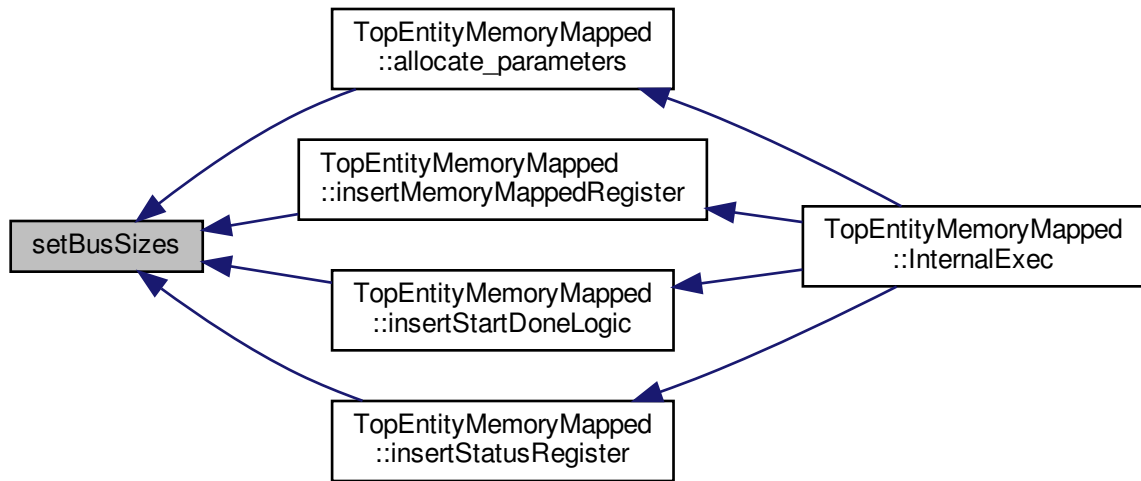 TopEntityMemoryMapped
::allocate_parameters
TopEntityMemoryMapped
::insertMemoryMappedRegister
setBusSizes
TopEntityMemoryMapped
::InternalExec
TopEntityMemoryMapped
::insertStartDoneLogic
TopEntityMemoryMapped
::insertStatusRegister